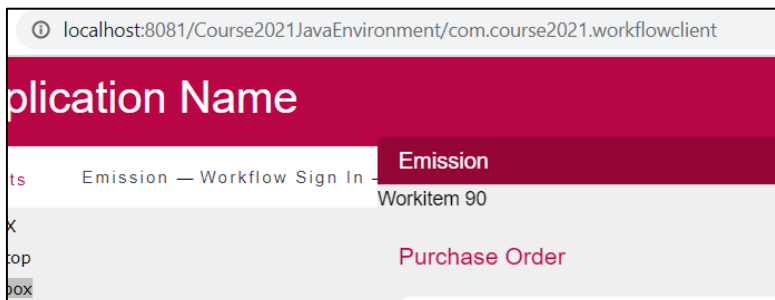 localhost:8081/Course2021JavaEnvironment/com.course2021.workflowclient
plication Name
Emission
ts Emission — Workflow Sign In -
Workitem 90
X
top
Purchase Order
box